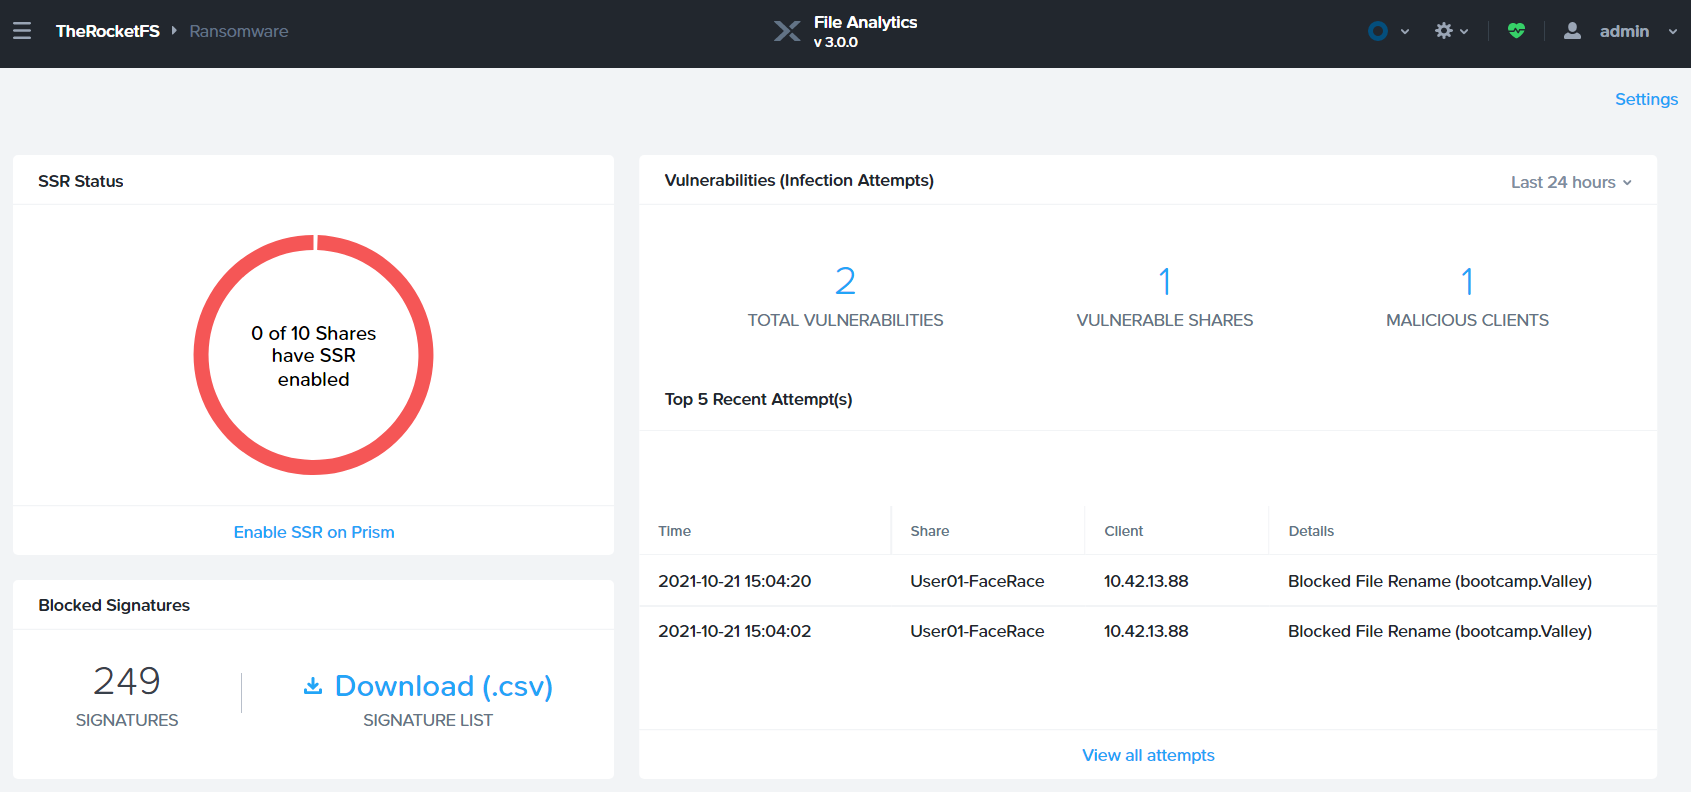 TheRocketFS
Ransomware
File Analytics
v 3.0.0
admin
Settings
SSR Status
0 of 10 Shares
have SSR
enabled
Enable SSR on Prism
Blocked Signatures
249
SIGNATURES
Download (.csv)
SIGNATURE LIST
Vulnerabilities (Infection Attempts)
Last 24 hours
2
TOTAL VULNERABILITIES
1
VULNERABLE SHARES
1
MALICIOUS CLIENTS
Top 5 Recent Attempt(s)
Time Share Client Details
2021-10-21 15:04:20 User01-FaceRace 10.42.13.88 Blocked File Rename (bootcamp.Valley)
2021-10-21 15:04:02 User01-FaceRace 10.42.13.88 Blocked File Rename (bootcamp.Valley)
View all attempts